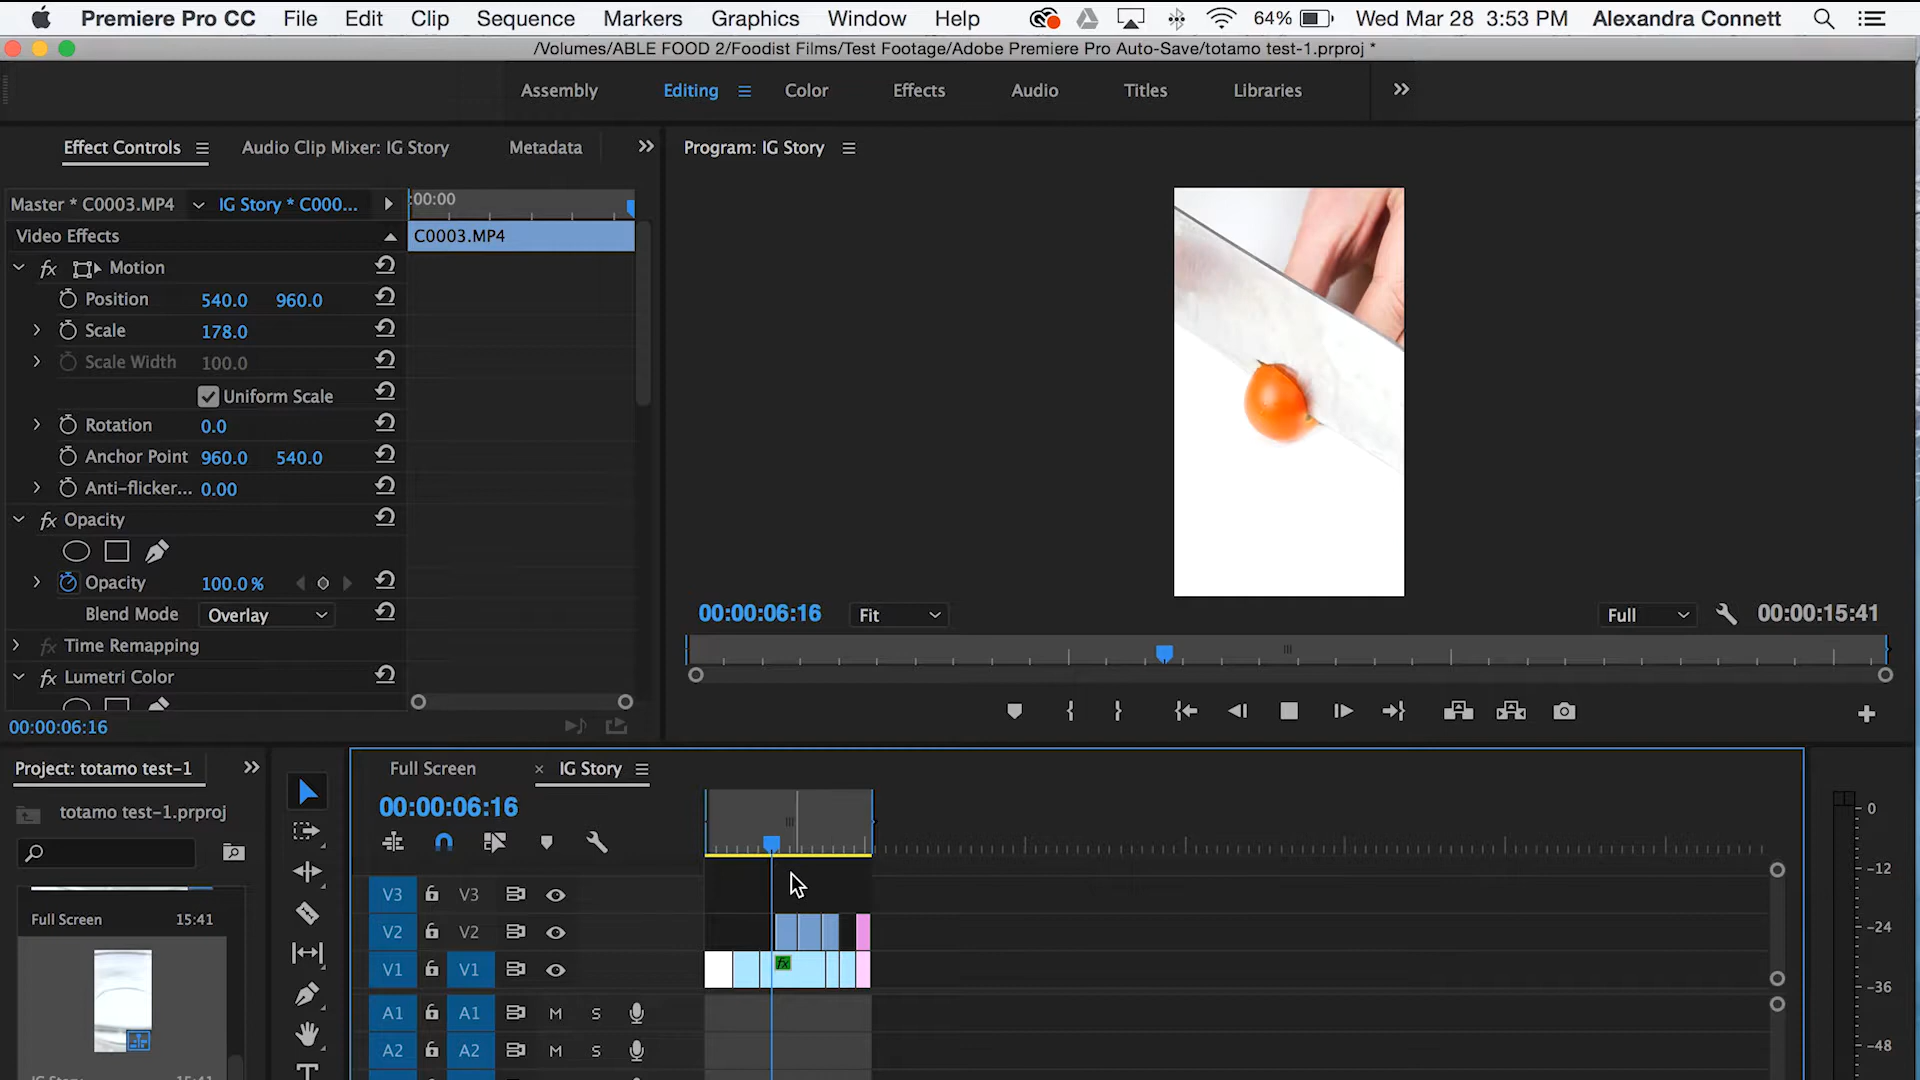 Premiere Pro CC File Edit Clip Sequence Markers Graphics Window Help 64% Wed Mar 28 3:53 PM Alexandra Connett
/Volumes/ABLE FOOD 2/Foodist Films/Test Footage/Adobe Premiere Pro Auto-Save/totamo test-1.prproj *
Assembly Editing Color Effects Audio Titles Libraries
Effect Controls Audio Clip Mixer: IG Story Metadata
Program: IG Story
Master * C0003.MP4 IG Story * C000...
:00:00
Video Effects
C0003.MP4
fx Motion
Position 540.0 960.0
Scale 178.0
Scale Width 100.0
Uniform Scale
Rotation 0.0
Anchor Point 960.0 540.0
Anti-flicker... 0.00
fx Opacity
Opacity 100.0 %
Blend Mode Overlay
fx Time Remapping
fx Lumetri Color
00:00:06:16
00:00:06:16 Fit Full 00:00:15:41
Project: totamo test-1
totamo test-1.prproj
Full Screen 15:41
IG Story 15:41
Full Screen × IG Story
00:00:06:16
V3 V3
V2 V2
V1 V1 fx
A1 A1 M S
A2 A2 M S
0
-12
-24
-36
-48